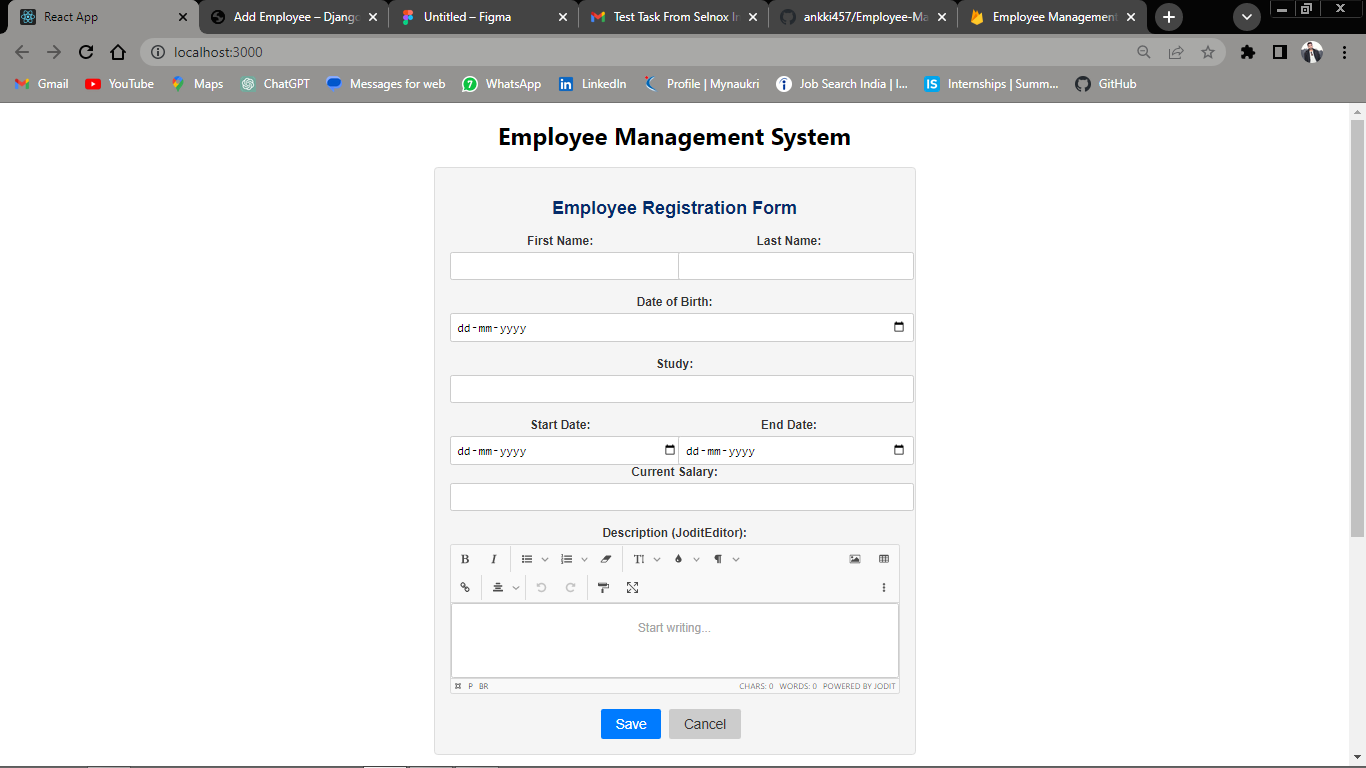 React App
Add Employee – Djang
Untitled – Figma
Test Task From Selnox In
ankki457/Employee-Ma
Employee Management
localhost:3000
Gmail YouTube Maps ChatGPT Messages for web WhatsApp LinkedIn Profile | Mynaukri Job Search India | I... Internships | Summ... GitHub
Employee Management System
Employee Registration Form
First Name: Last Name:
Date of Birth:
dd-mm-yyyy
Study:
Start Date: End Date:
dd-mm-yyyy dd-mm-yyyy
Current Salary:
Description (JoditEditor):
Start writing...
P BR CHARS: 0 WORDS: 0 POWERED BY JODIT
Save Cancel